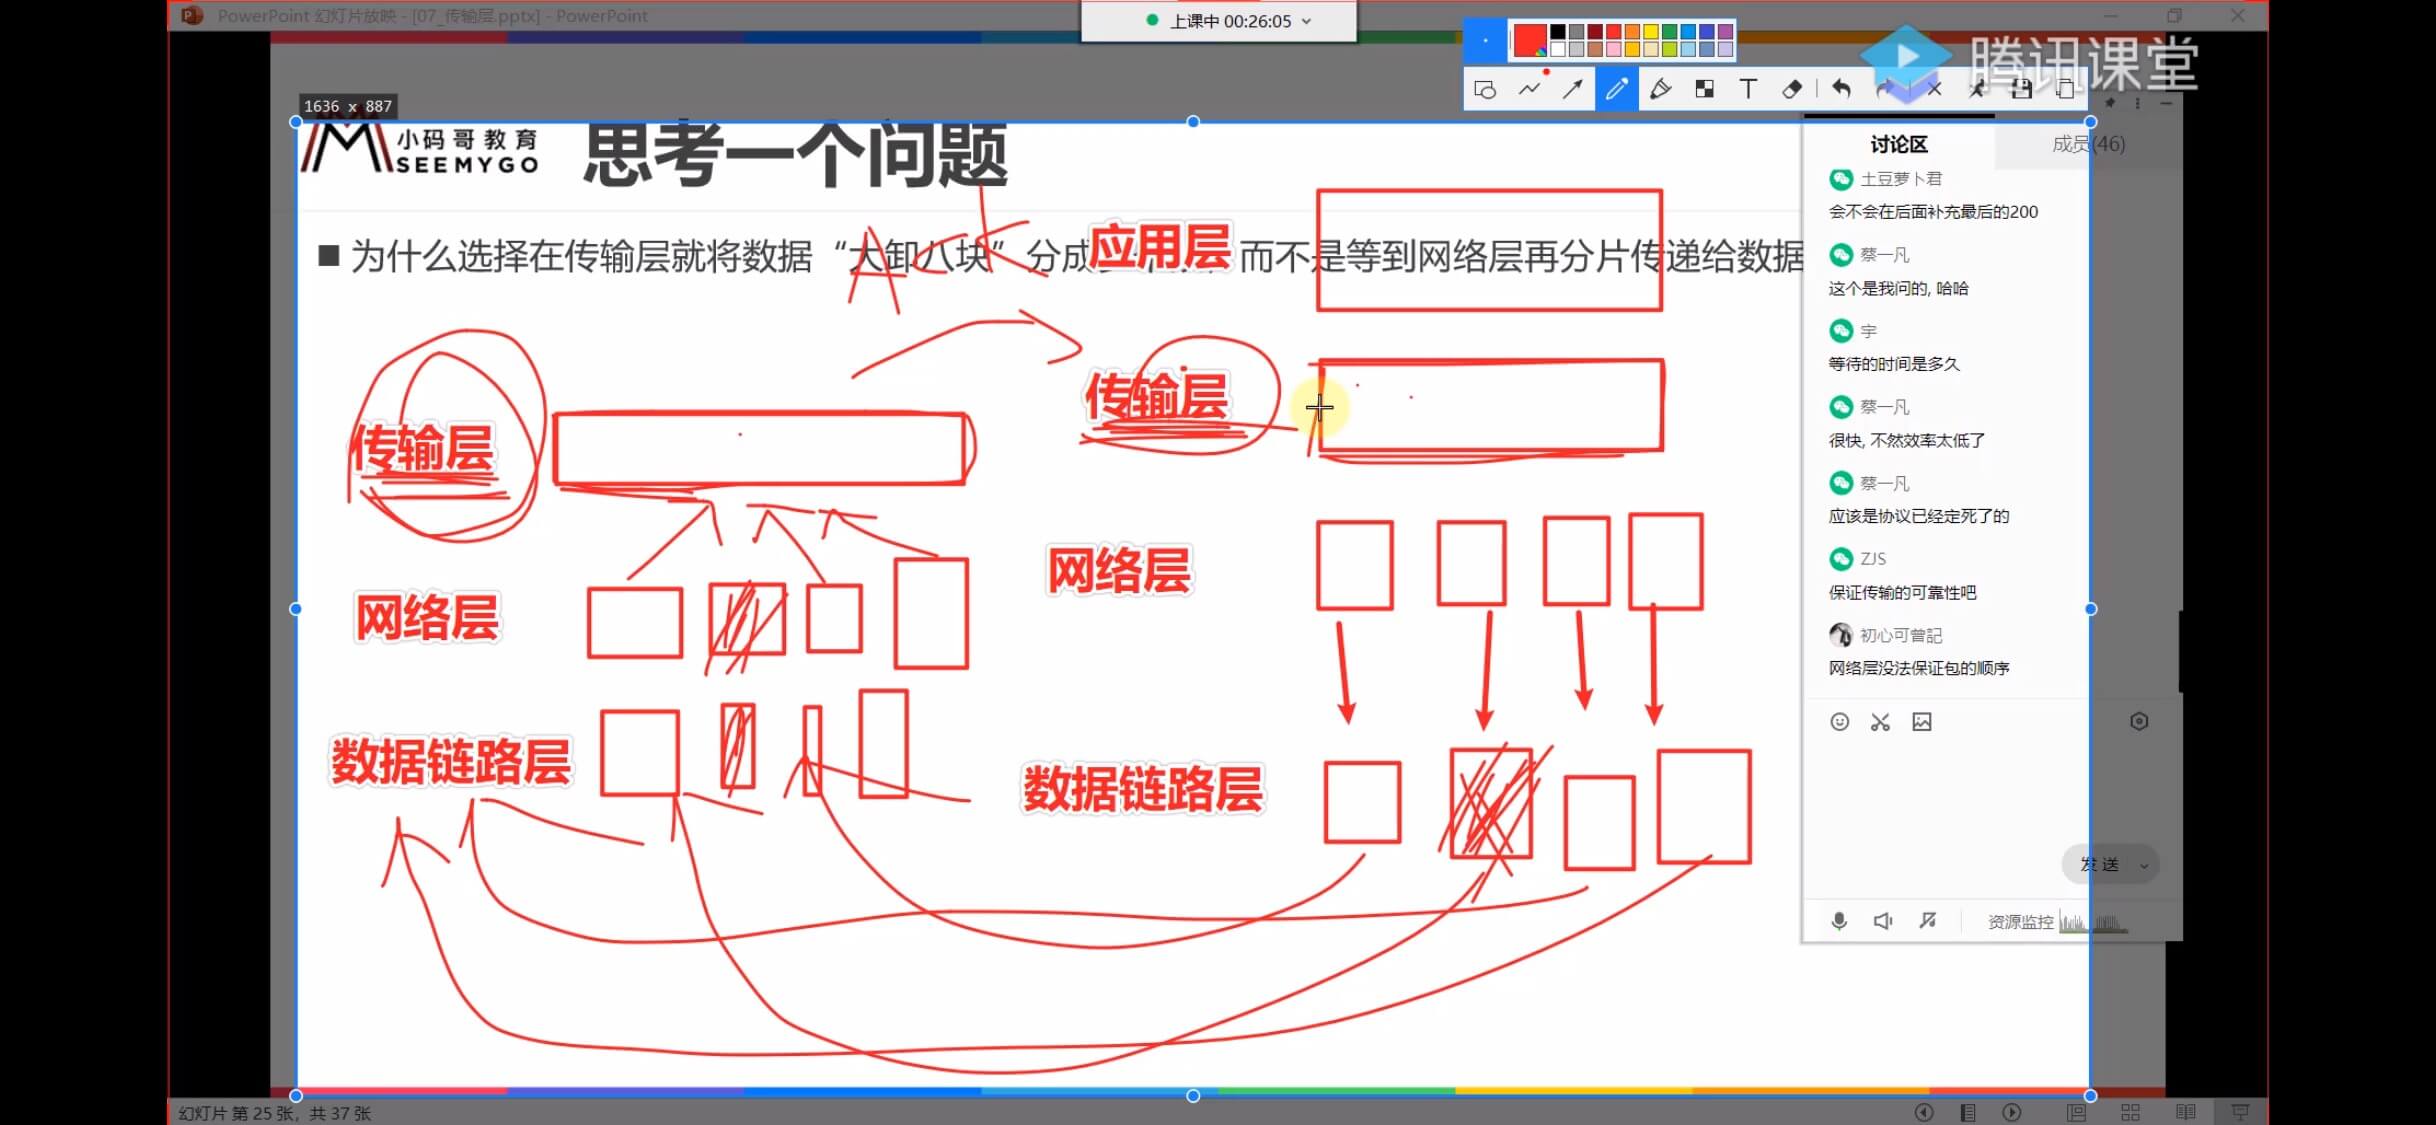 PowerPoint 幻灯片放映 - [07_传输层.pptx] - PowerPoint
上课中 00:26:05
腾讯课堂
1636 x 887
小码哥教育
SEEMYGO
思考一个问题
■ 为什么选择在传输层就将数据“大卸八块”分成
而不是等到网络层再分片传递给数据
Ack
应用层
传输层
网络层
数据链路层
传输层
网络层
数据链路层
讨论区
成员(46)
土豆萝卜君
会不会在后面补充最后的200
蔡一凡
这个是我问的, 哈哈
宇
等待的时间是多久
蔡一凡
很快, 不然效率太低了
蔡一凡
应该是协议已经定死了的
ZJS
保证传输的可靠性吧
初心可曾記
网络层没法保证包的顺序
发送
资源监控
幻灯片 第 25 张，共 37 张